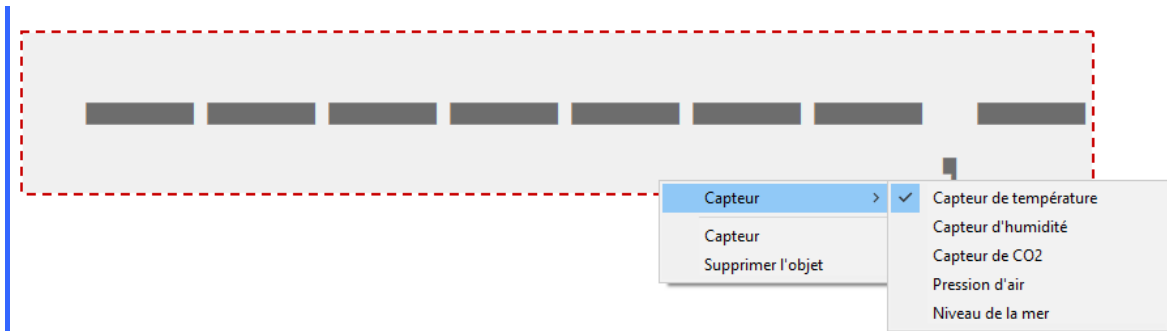 Capteur
Capteur
Supprimer l'objet
Capteur de température
Capteur d'humidité
Capteur de CO2
Pression d'air
Niveau de la mer